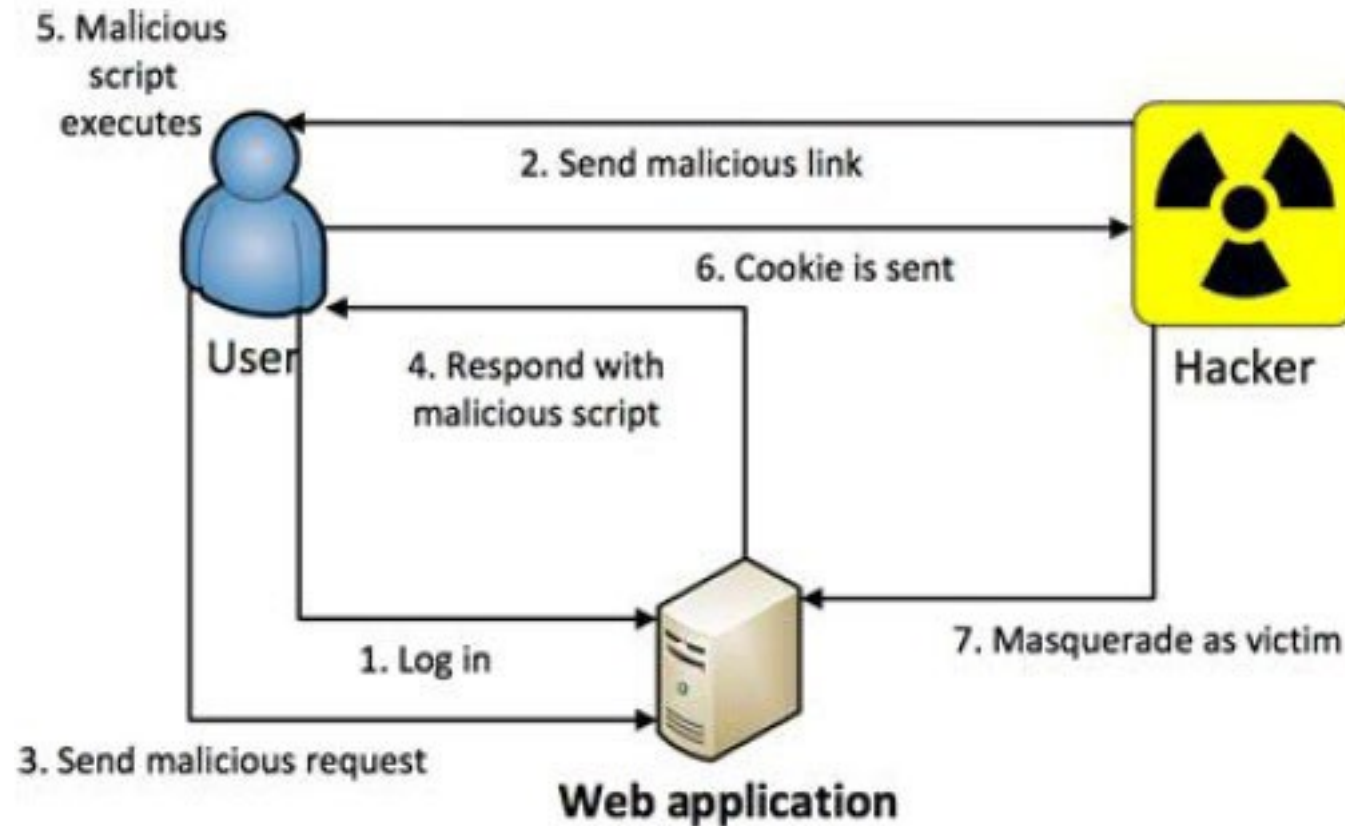 5. Malicious
script
executes
2. Send malicious link
6. Cookie is sent
User
4. Respond with
malicious script
Hacker
1. Log in
7. Masquerade as victim
3. Send malicious request
Web application